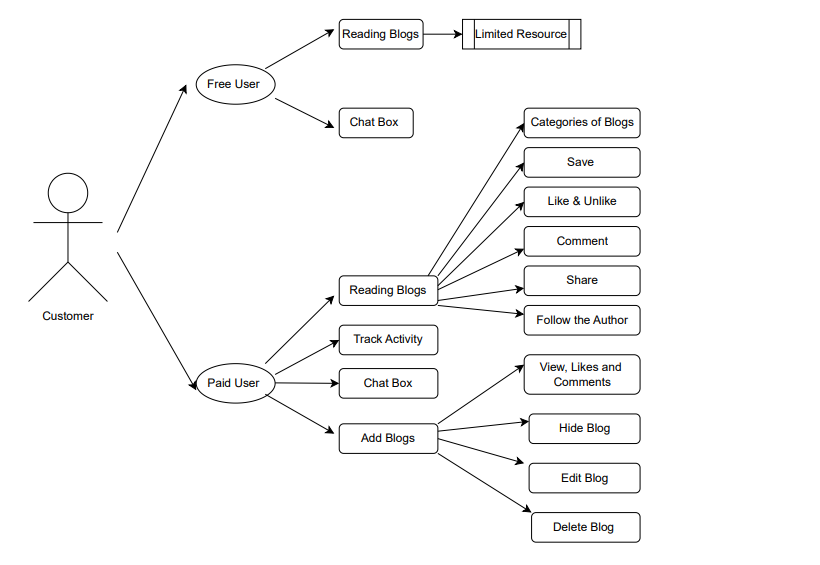 Reading Blogs
Limited Resource
Free User
Chat Box
Categories of Blogs
Save
Like & Unlike
Comment
Share
Follow the Author
Reading Blogs
Track Activity
Customer
Paid User
Chat Box
Add Blogs
View, Likes and
Comments
Hide Blog
Edit Blog
Delete Blog